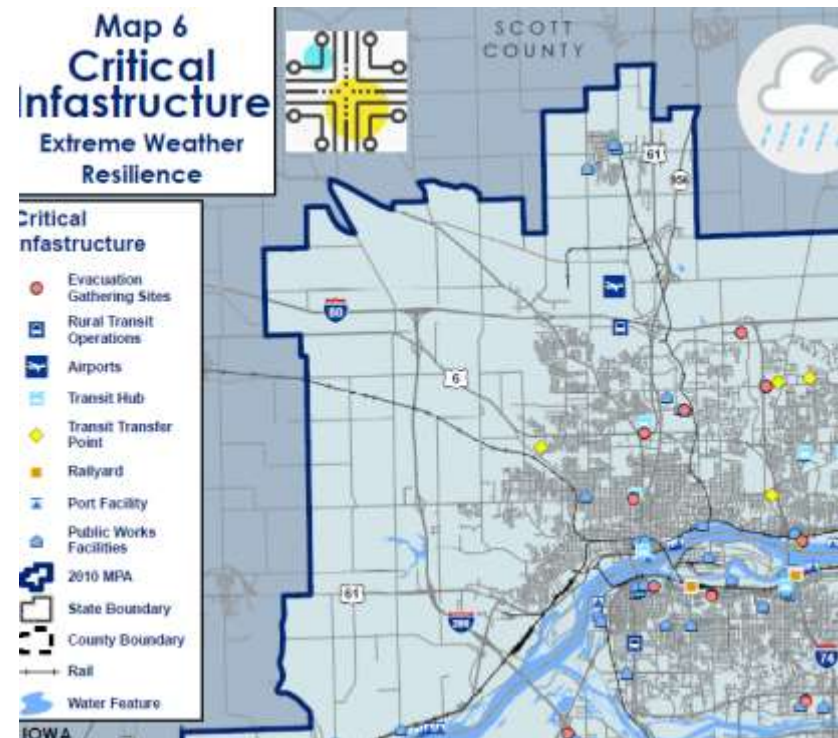 Map 6
Critical
Infastructure
Extreme Weather
Resilience
SCOTT
COUNTY
Critical
Infastructure
Evacuation
Gathering Sites
Rural Transit
Operations
Airports
Transit Hub
Transit Transfer
Point
Railyard
Port Facility
Public Works
Facilities
2010 MPA
State Boundary
County Boundary
Rail
Water Feature
IOWA
61
956
80
6
61
280
74